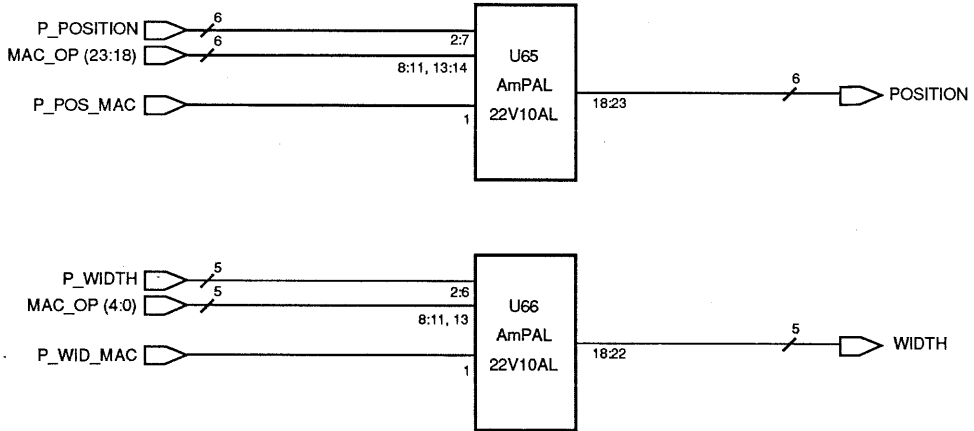 P_POSITION
6
MAC_OP (23:18)
6
2:7
8:11, 13:14
P_POS_MAC
1
U65
AmPAL
22V10AL
18:23
6
POSITION
P_WIDTH
5
MAC_OP (4:0)
5
2:6
8:11, 13
P_WID_MAC
1
U66
AmPAL
22V10AL
18:22
5
WIDTH